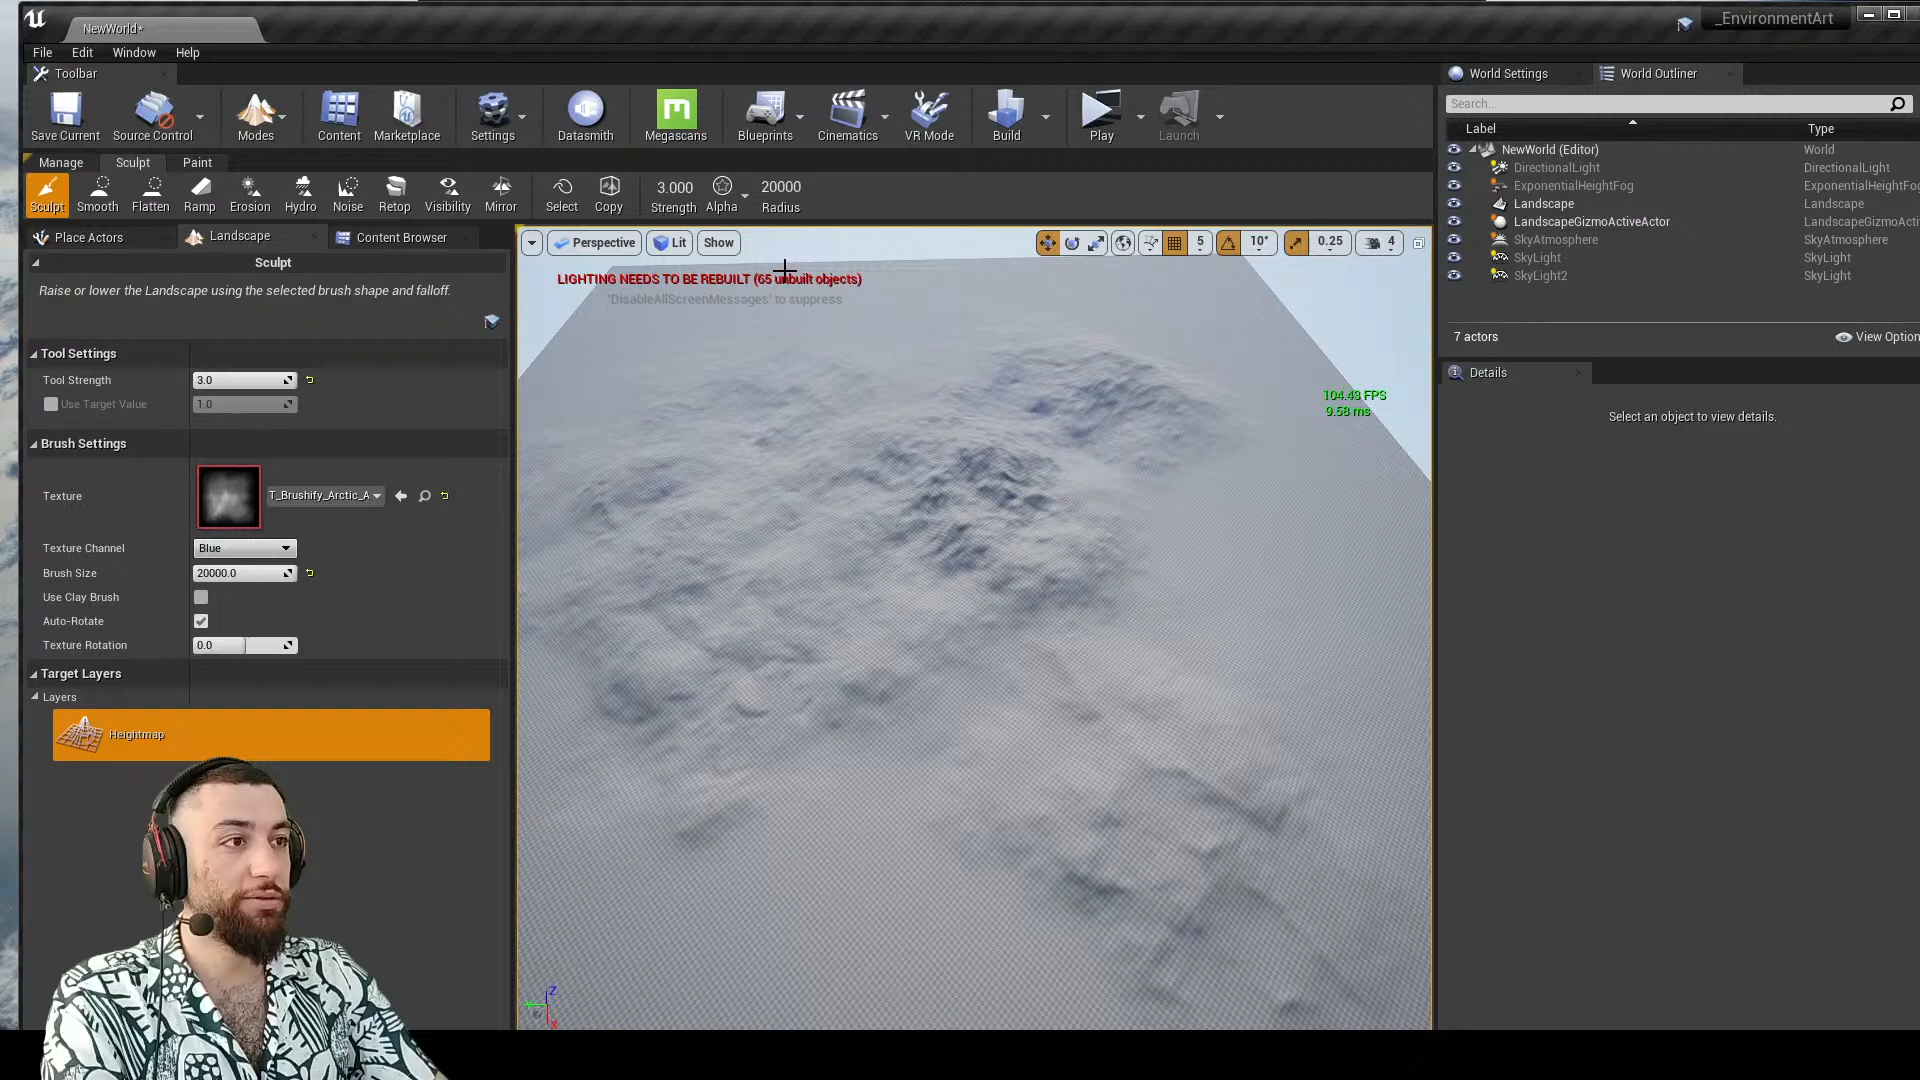 NewWorld*
_EnvironmentArt
File Edit Window Help
Toolbar
World Settings
World Outliner
Save Current
Source Control
Modes
Content
Marketplace
Settings
Datasmith
Megascans
Blueprints
Cinematics
VR Mode
Build
Play
Launch
Search...
Label
Type
Manage Sculpt Paint
Sculpt
Smooth
Flatten
Ramp
Erosion
Hydro
Noise
Retop
Visibility
Mirror
Select
Copy
3.000
Strength
Alpha
20000
Radius
NewWorld (Editor) World
DirectionalLight DirectionalLight
ExponentialHeightFog ExponentialHeightFo
Landscape Landscape
LandscapeGizmoActiveActor LandscapeGizmoActi
SkyAtmosphere SkyAtmosphere
SkyLight SkyLight
SkyLight2 SkyLight
7 actors
View Option
Details
Select an object to view details.
Place Actors
Landscape
Content Browser
Perspective
Lit
Show
5
10°
0.25
4
LIGHTING NEEDS TO BE REBUILT (65 unbuilt objects)
'DisableAllScreenMessages' to suppress
104.43 FPS
9.58 ms
Sculpt
Raise or lower the Landscape using the selected brush shape and falloff.
Tool Settings
Tool Strength 3.0
Use Target Value 1.0
Brush Settings
Texture T_Brushify_Arctic_A
Texture Channel Blue
Brush Size 20000.0
Use Clay Brush
Auto-Rotate
Texture Rotation 0.0
Target Layers
Layers
Heightmap
Z
X